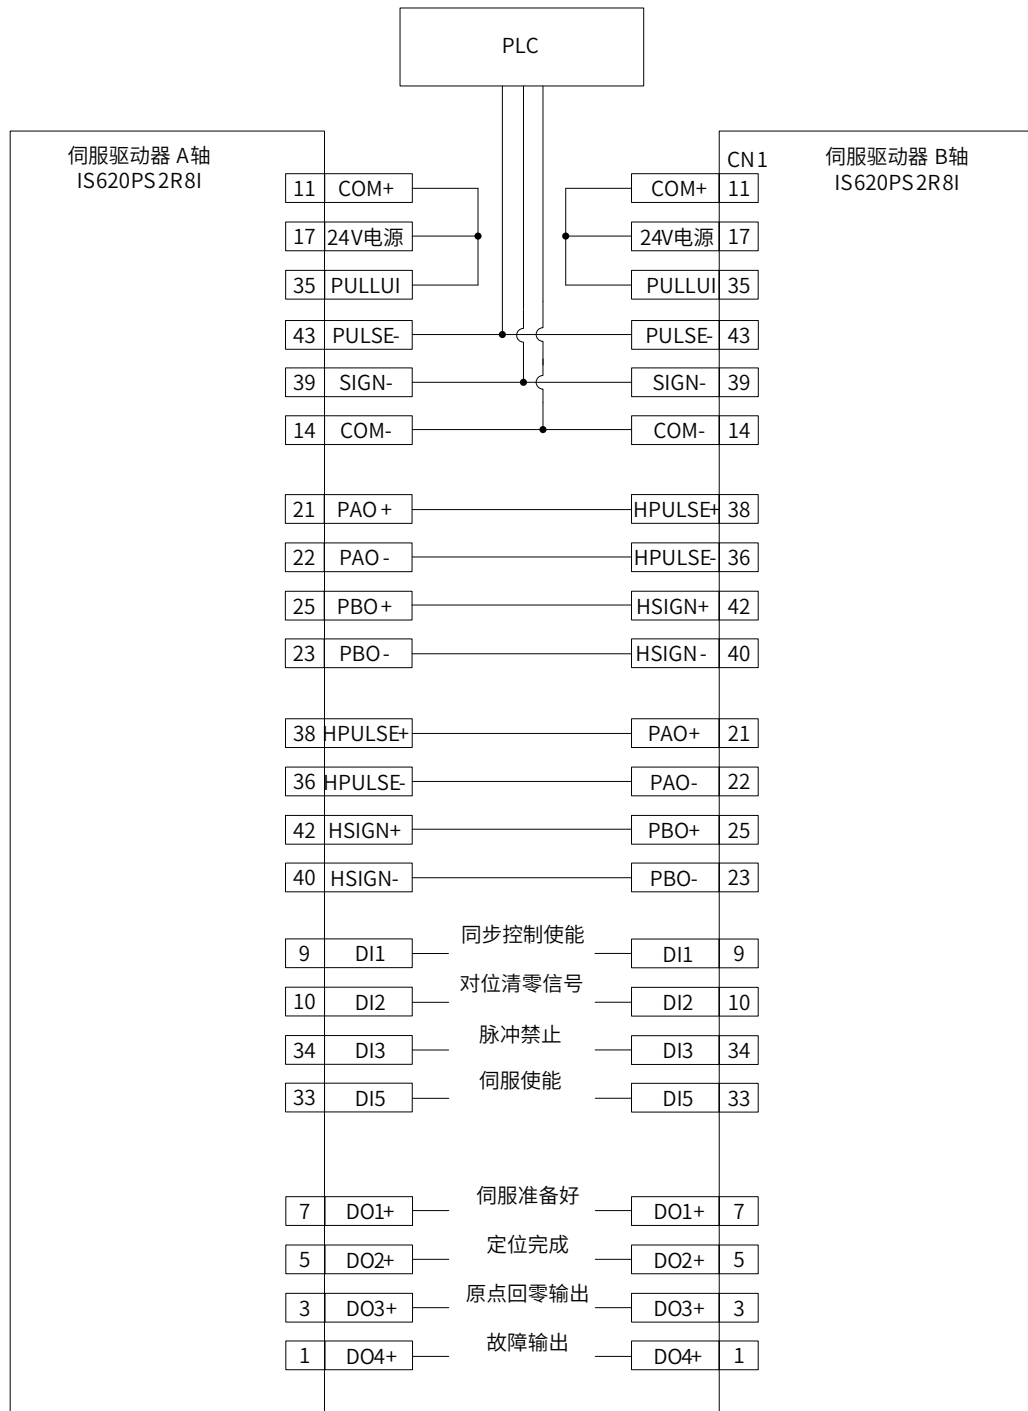 PLC
伺服驱动器 A轴
IS620PS2R8I
CN1
伺服驱动器 B轴
IS620PS2R8I
11 COM+ COM+ 11
17 24V电源 24V电源 17
35 PULLUI PULLUI 35
43 PULSE- PULSE- 43
39 SIGN- SIGN- 39
14 COM- COM- 14
21 PAO+ HPULSE+ 38
22 PAO- HPULSE- 36
25 PBO+ HSIGN+ 42
23 PBO- HSIGN- 40
38 HPULSE+ PAO+ 21
36 HPULSE- PAO- 22
42 HSIGN+ PBO+ 25
40 HSIGN- PBO- 23
9 DI1 同步控制使能 DI1 9
10 DI2 对位清零信号 DI2 10
34 DI3 脉冲禁止 DI3 34
33 DI5 伺服使能 DI5 33
7 DO1+ 伺服准备好 DO1+ 7
5 DO2+ 定位完成 DO2+ 5
3 DO3+ 原点回零输出 DO3+ 3
1 DO4+ 故障输出 DO4+ 1